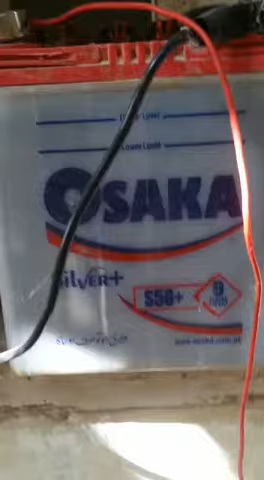 Upper Level
Lower Level
OSAKA
SILVER+
S50+
9
www.osaka.com.pk